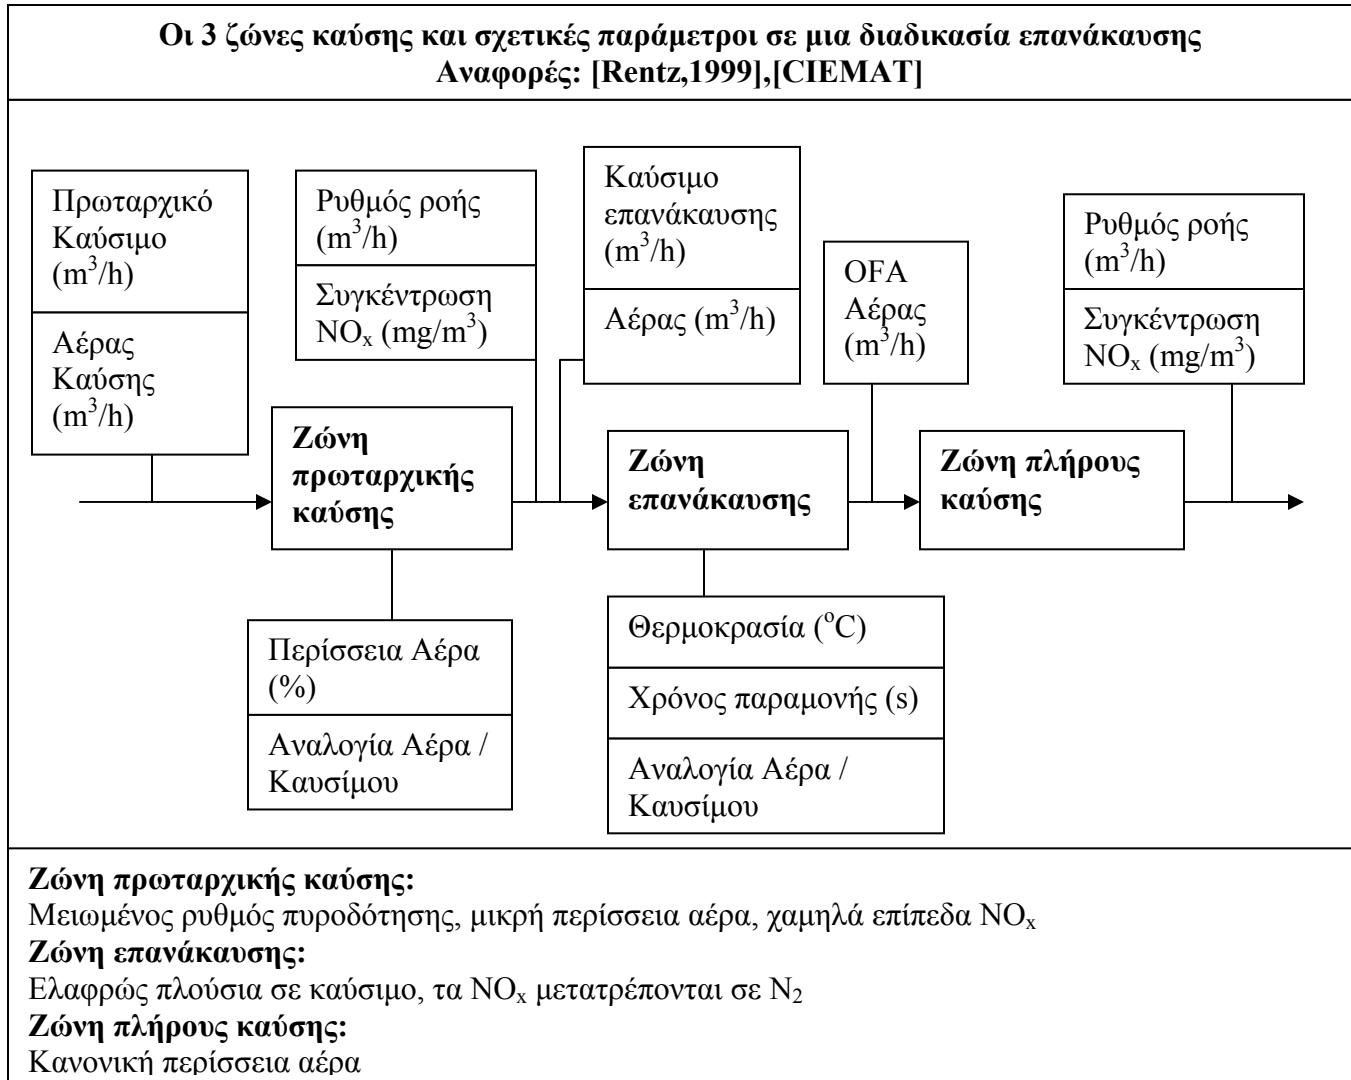 Οι 3 ζώνες καύσης και σχετικές παράμετροι σε μια διαδικασία επανάκαυσης
Αναφορές: [Rentz,1999],[CIEMAT]
Πρωταρχικό
Καύσιμο
(m³/h)
Αέρας
Καύσης
(m³/h)
Ρυθμός ροής
(m³/h)
Συγκέντρωση
NOₓ (mg/m³)
Καύσιμο
επανάκαυσης
(m³/h)
Αέρας (m³/h)
OFA
Αέρας
(m³/h)
Ρυθμός ροής
(m³/h)
Συγκέντρωση
NOₓ (mg/m³)
Ζώνη
πρωταρχικής
καύσης
Ζώνη
επανάκαυσης
Ζώνη πλήρους
καύσης
Περίσσεια Αέρα
(%)
Αναλογία Αέρα /
Καυσίμου
Θερμοκρασία (°C)
Χρόνος παραμονής (s)
Αναλογία Αέρα /
Καυσίμου
Ζώνη πρωταρχικής καύσης:
Μειωμένος ρυθμός πυροδότησης, μικρή περίσσεια αέρα, χαμηλά επίπεδα NOₓ
Ζώνη επανάκαυσης:
Ελαφρώς πλούσια σε καύσιμο, τα NOₓ μετατρέπονται σε N₂
Ζώνη πλήρους καύσης:
Κανονική περίσσεια αέρα